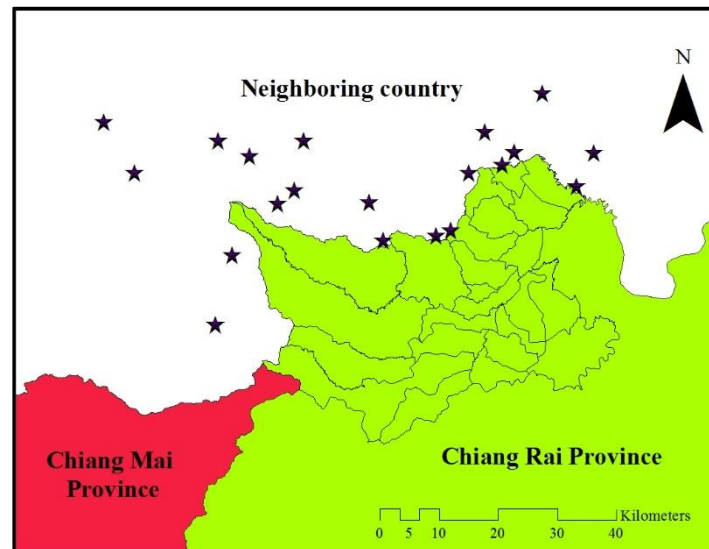 Neighboring country
N
Chiang Mai
Province
Chiang Rai Province
Kilometers
0 5 10 20 30 40